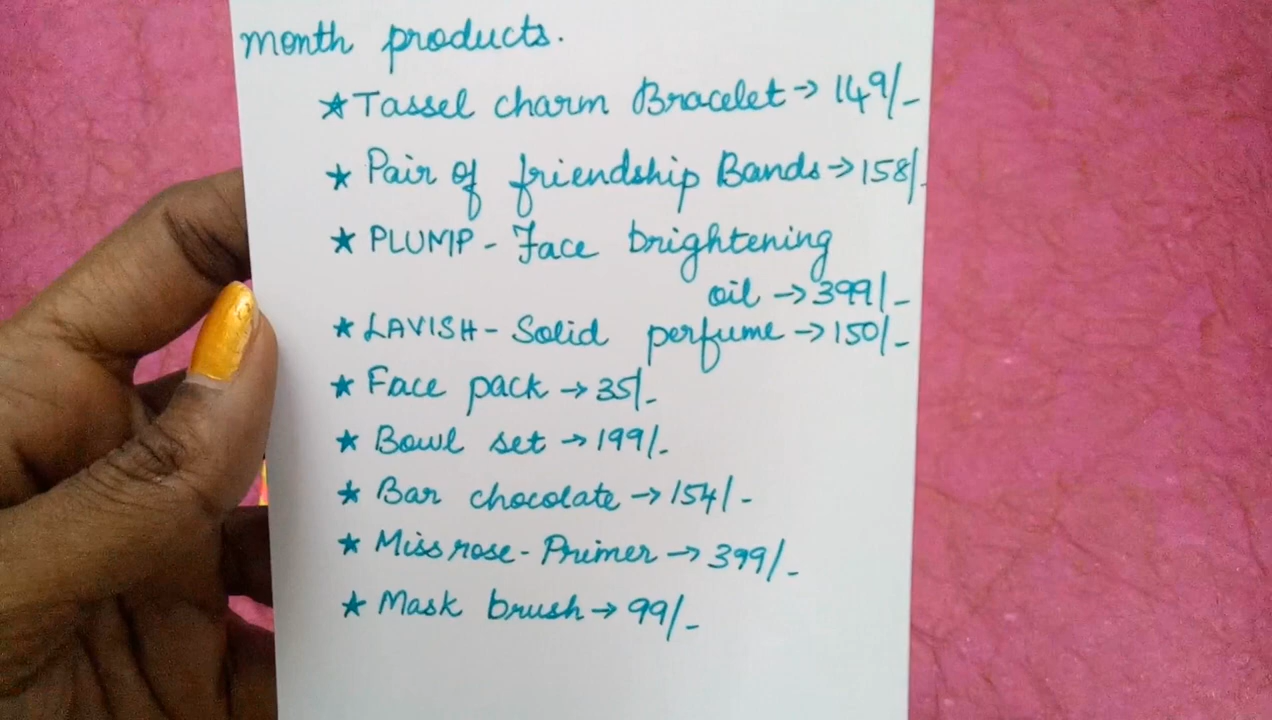 month products.
★ Tassel charm Bracelet → 149/-
★ Pair of friendship Bands → 158/-
★ PLUMP - Face brightening
oil → 399/-
★ LAVISH - Solid perfume → 150/-
★ Face pack → 35/-
★ Bowl set → 199/-
★ Bar chocolate → 154/-
★ Miss rose - Primer → 399/-
★ Mask brush → 99/-